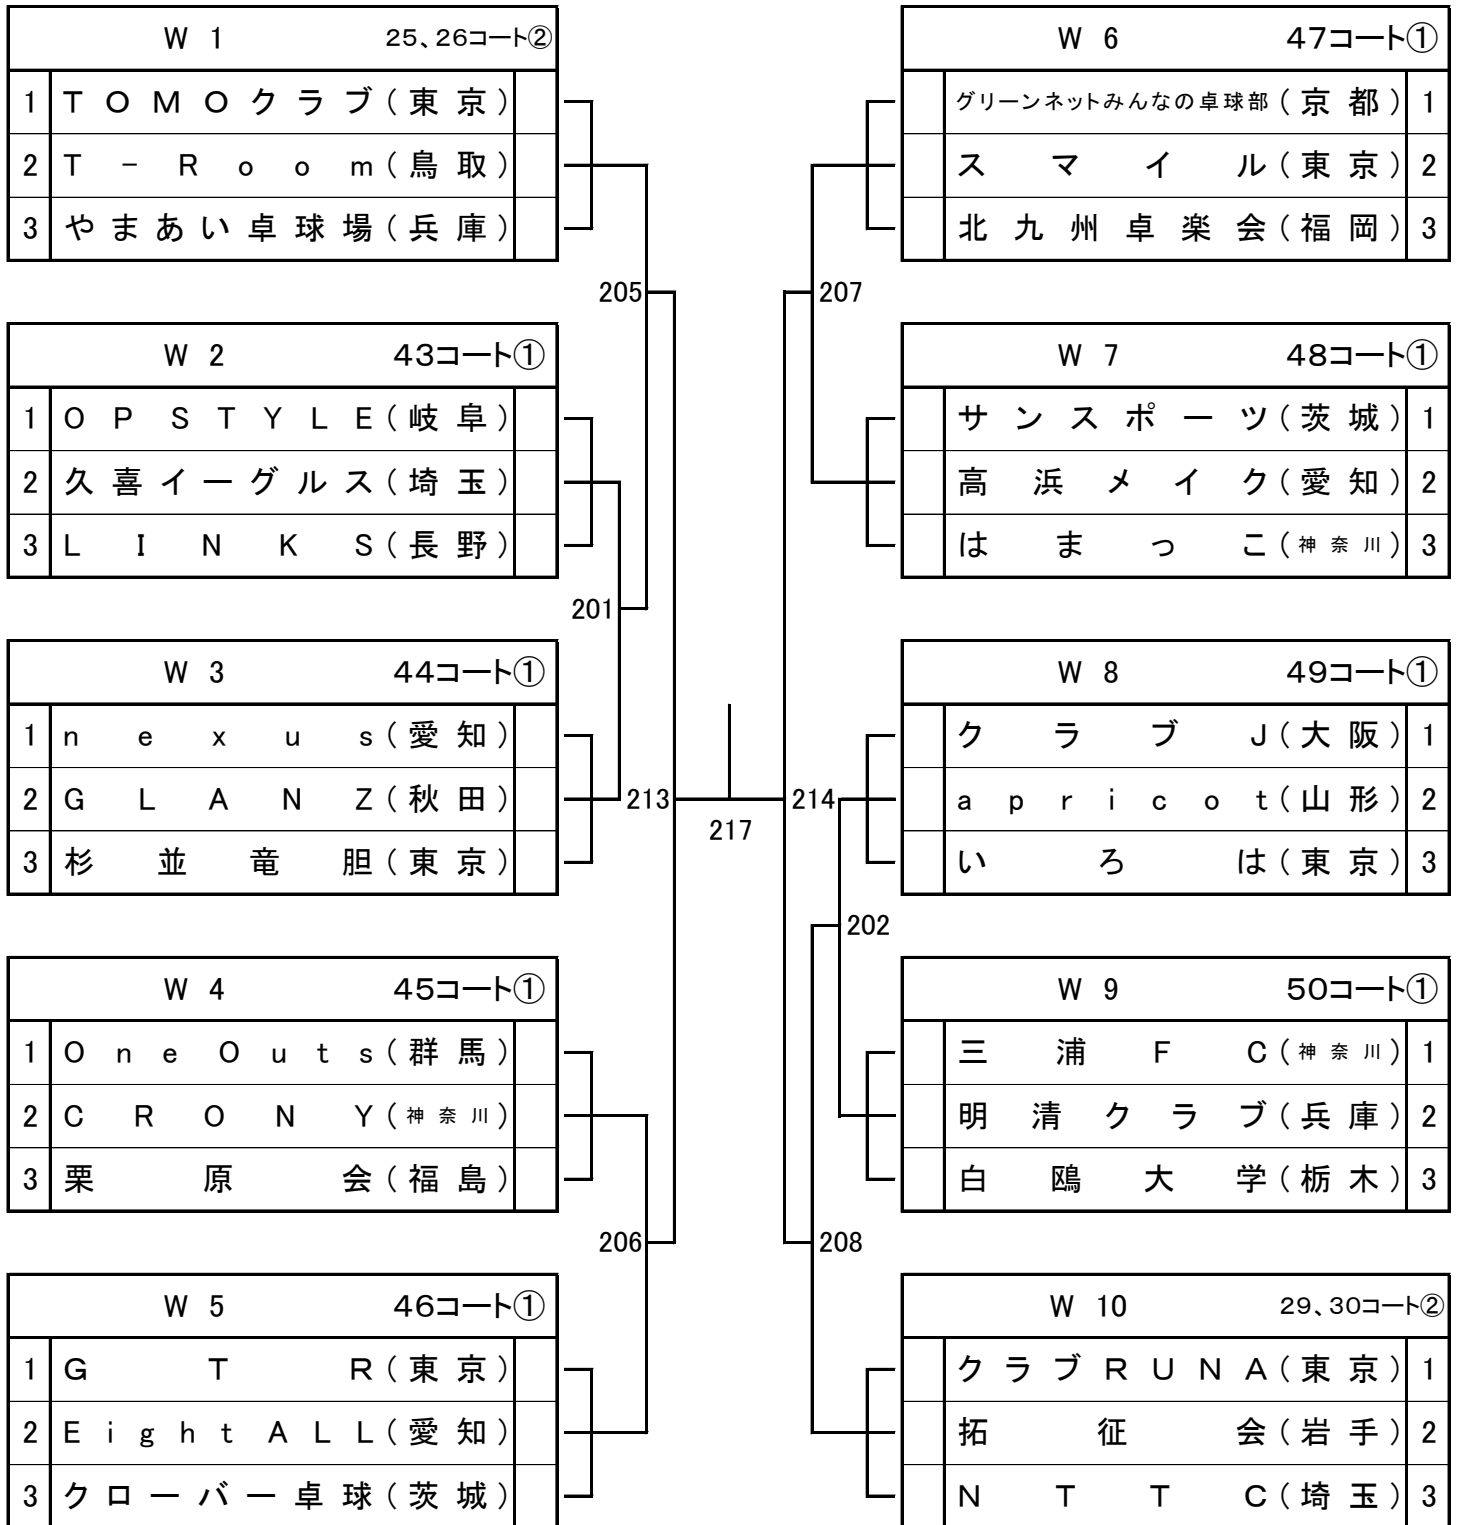 W 1 25、26コート②
1 TOMOクラブ(東京)
2 T-Room(鳥取)
3 やまあい卓球場(兵庫)
205
W 2 43コート①
1 OPSTYLE(岐阜)
2 久喜イーグルス(埼玉)
3 LINKS(長野)
201
W 3 44コート①
1 nexus(愛知)
2 GLANZ(秋田)
3 杉並竜胆(東京)
213
W 4 45コート①
1 OneOuts(群馬)
2 CRONY(神奈川)
3 栗原会(福島)
206
W 5 46コート①
1 GTR(東京)
2 EightALL(愛知)
3 クローバー卓球(茨城)
217
W 6 47コート①
グリーンネットみんなの卓球部(京都) 1
スマイル(東京) 2
北九州卓楽会(福岡) 3
207
W 7 48コート①
サンスポーツ(茨城) 1
高浜メイク(愛知) 2
はまっこ(神奈川) 3
W 8 49コート①
クラブJ(大阪) 1
apricot(山形) 2
いろは(東京) 3
214
202
W 9 50コート①
三浦FC(神奈川) 1
明清クラブ(兵庫) 2
白鴎大学(栃木) 3
208
W 10 29、30コート②
クラブRUNA(東京) 1
拓征会(岩手) 2
NTTC(埼玉) 3